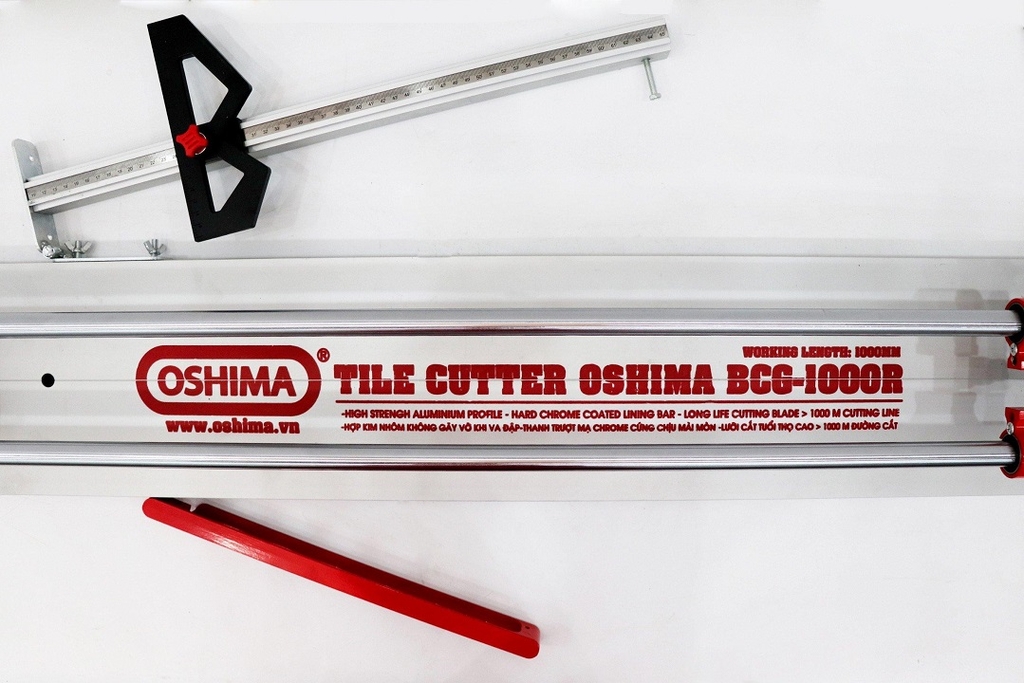 OSHIMA®
www.oshima.vn
WORKING LENGTH: 1000MM
TILE CUTTER OSHIMA BCG-1000R
-HIGH STRENGH ALUMINIUM PROFILE - HARD CHROME COATED LINING BAR - LONG LIFE CUTTING BLADE > 1000 M CUTTING LINE
-HỢP KIM NHÔM KHÔNG GÃY VỠ KHI VA ĐẬP-THANH TRƯỢT MẠ CHROME CỨNG CHỊU MÀI MÒN -LƯỠI CẮT TUỔI THỌ CAO > 1000 M ĐƯỜNG CẮT